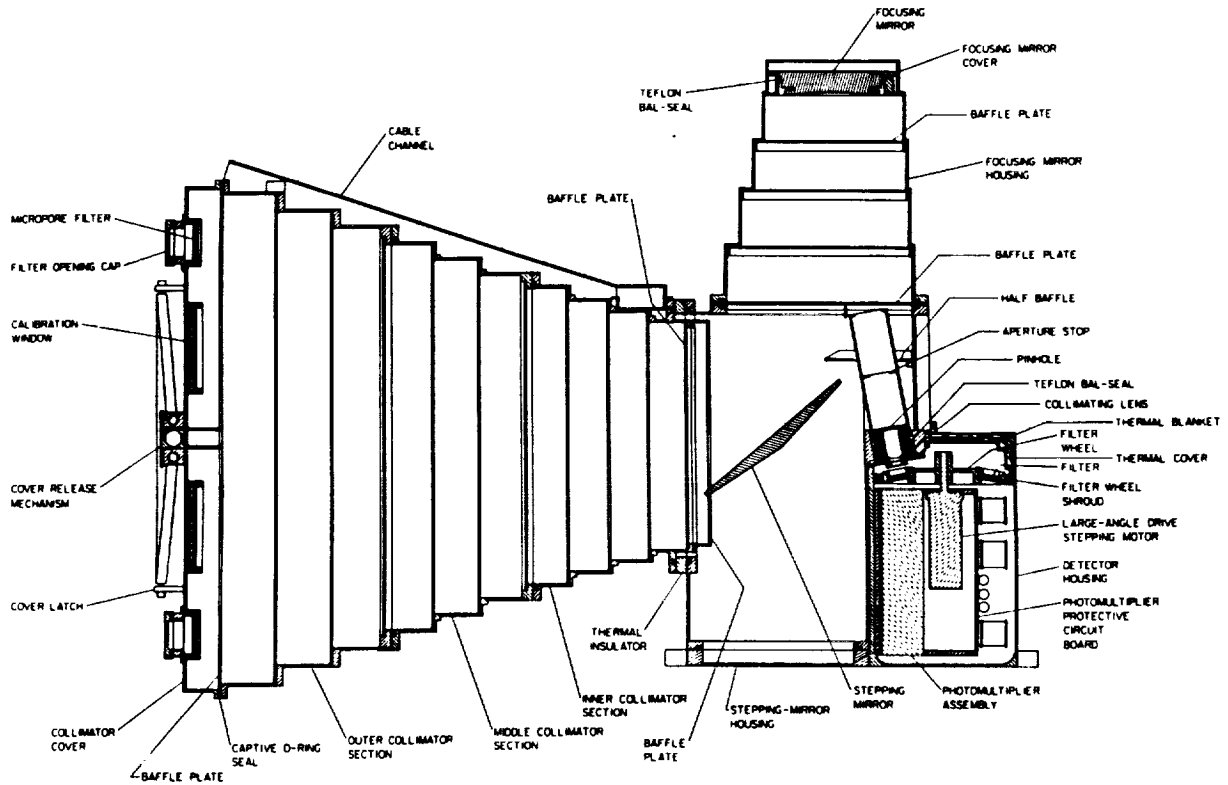 FOCUSING
MIRROR
FOCUSING MIRROR
COVER
TEFLON
BAL-SEAL
BAFFLE PLATE
CABLE
CHANNEL
FOCUSING MIRROR
HOUSING
BAFFLE PLATE
MICROPORE FILTER
FILTER OPENING CAP
BAFFLE PLATE
HALF BAFFLE
CALIBRATION
WINDOW
APERTURE STOP
PINHOLE
TEFLON BAL-SEAL
COLLIMATING LENS
THERMAL BLANKET
FILTER
WHEEL
THERMAL COVER
FILTER
FILTER WHEEL
SHROUD
COVER RELEASE
MECHANISM
LARGE-ANGLE DRIVE
STEPPING MOTOR
DETECTOR
HOUSING
COVER LATCH
PHOTOMULTIPLIER
PROTECTIVE
CIRCUIT
BOARD
THERMAL
INSULATOR
INNER COLLIMATOR
SECTION
STEPPING
MIRROR
PHOTOMULTIPLIER
ASSEMBLY
STEPPING-MIRROR
HOUSING
MIDDLE COLLIMATOR
SECTION
OUTER COLLIMATOR
SECTION
COLLIMATOR
COVER
CAPTIVE O-RING
SEAL
BAFFLE
PLATE
BAFFLE PLATE